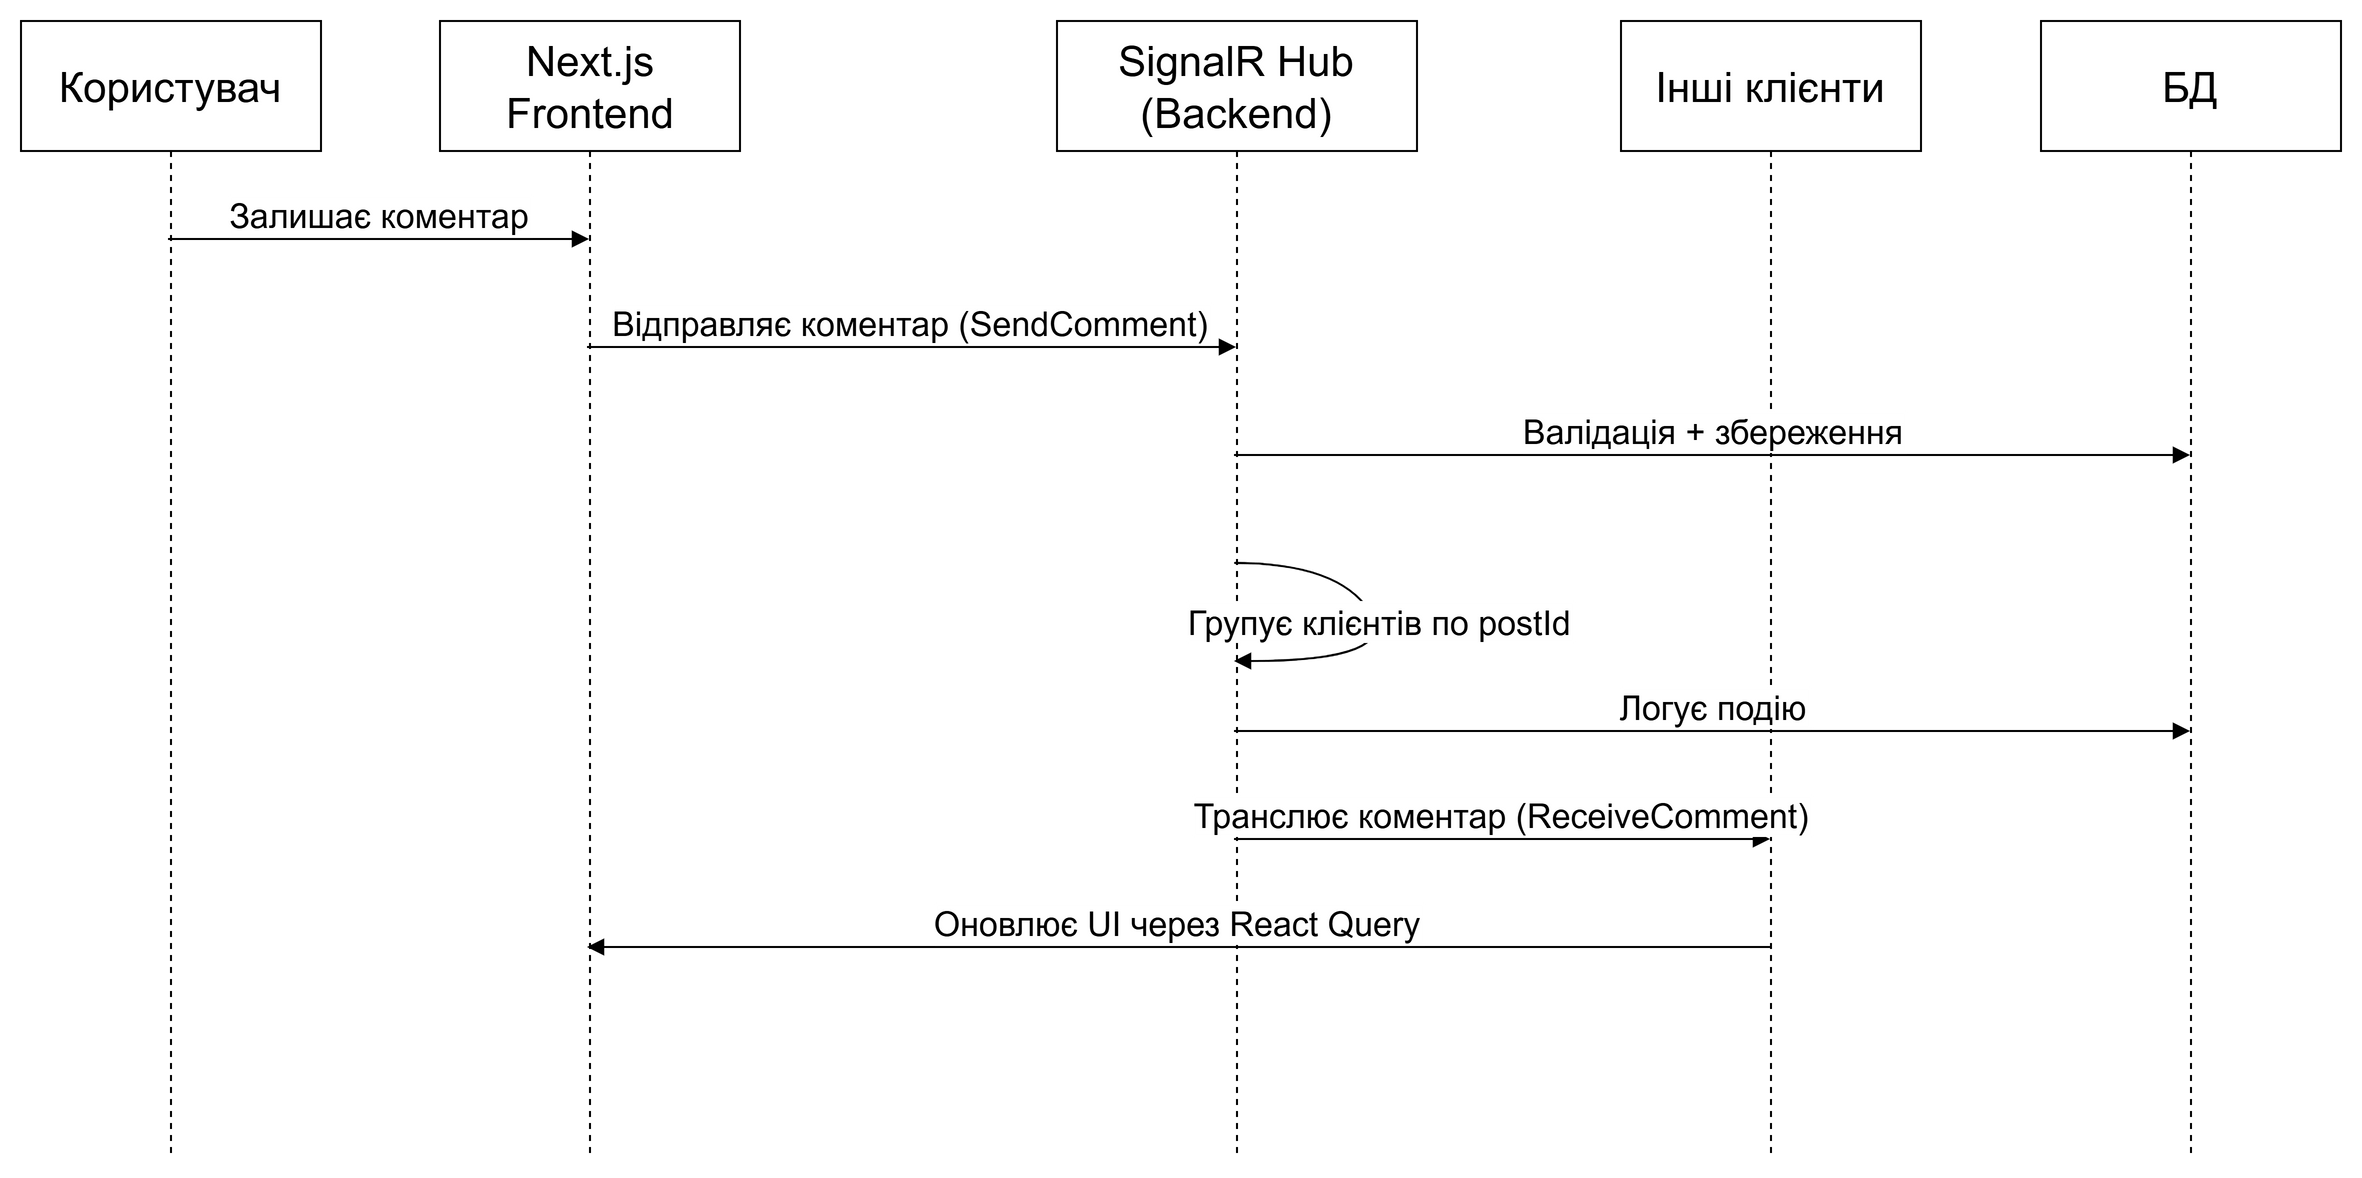 Користувач
Next.js
Frontend
SignalR Hub
(Backend)
Інші клієнти
БД
Залишає коментар
Відправляє коментар (SendComment)
Валідація + збереження
Групує клієнтів по postId
Логує подію
Транслює коментар (ReceiveComment)
Оновлює UI через React Query